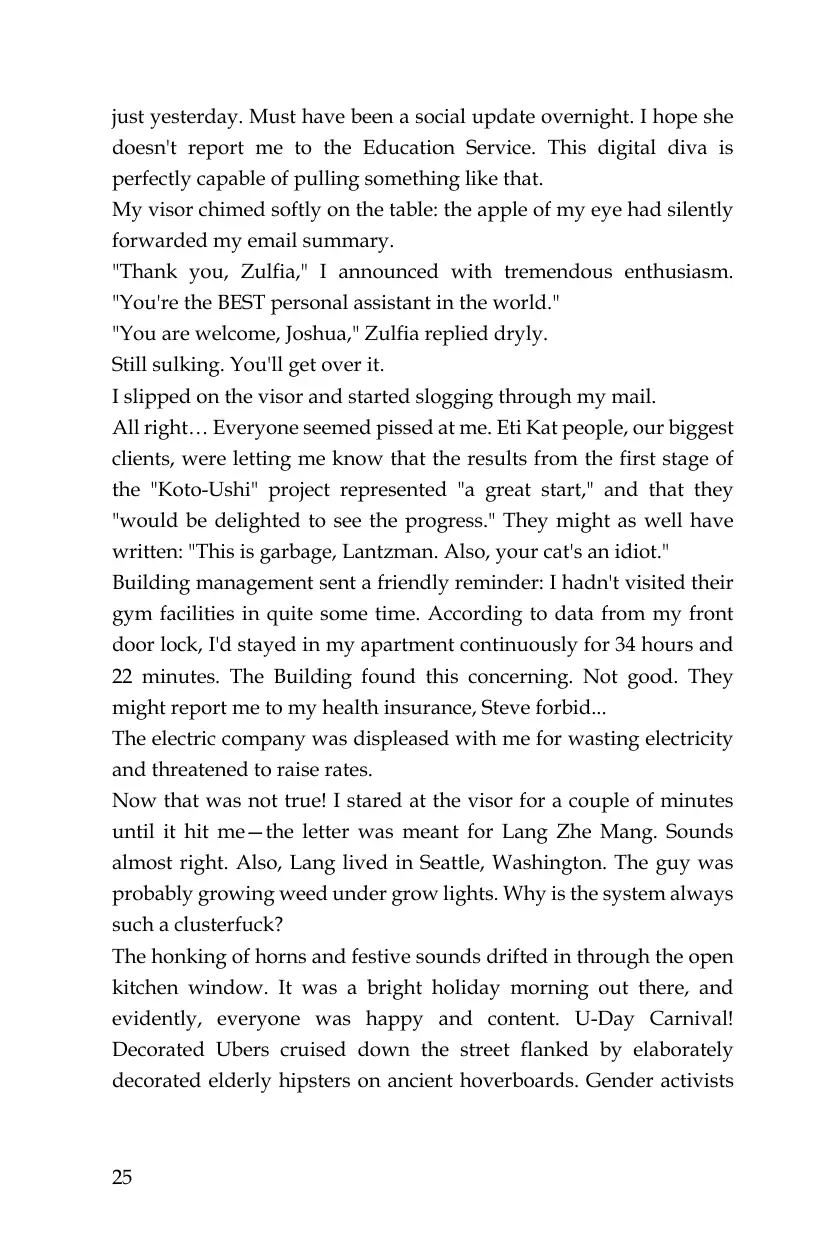 just yesterday. Must have been a social update overnight. I hope she
doesn't report me to the Education Service. This digital diva is
perfectly capable of pulling something like that.
My visor chimed softly on the table: the apple of my eye had silently
forwarded my email summary.
"Thank you, Zulfia," I announced with tremendous enthusiasm.
"You're the BEST personal assistant in the world."
"You are welcome, Joshua," Zulfia replied dryly.
Still sulking. You'll get over it.
I slipped on the visor and started slogging through my mail.
All right… Everyone seemed pissed at me. Eti Kat people, our biggest
clients, were letting me know that the results from the first stage of
the "Koto-Ushi" project represented "a great start," and that they
"would be delighted to see the progress." They might as well have
written: "This is garbage, Lantzman. Also, your cat's an idiot."
Building management sent a friendly reminder: I hadn't visited their
gym facilities in quite some time. According to data from my front
door lock, I'd stayed in my apartment continuously for 34 hours and
22 minutes. The Building found this concerning. Not good. They
might report me to my health insurance, Steve forbid...
The electric company was displeased with me for wasting electricity
and threatened to raise rates.
Now that was not true! I stared at the visor for a couple of minutes
until it hit me—the letter was meant for Lang Zhe Mang. Sounds
almost right. Also, Lang lived in Seattle, Washington. The guy was
probably growing weed under grow lights. Why is the system always
such a clusterfuck?
The honking of horns and festive sounds drifted in through the open
kitchen window. It was a bright holiday morning out there, and
evidently, everyone was happy and content. U-Day Carnival!
Decorated Ubers cruised down the street flanked by elaborately
decorated elderly hipsters on ancient hoverboards. Gender activists
25